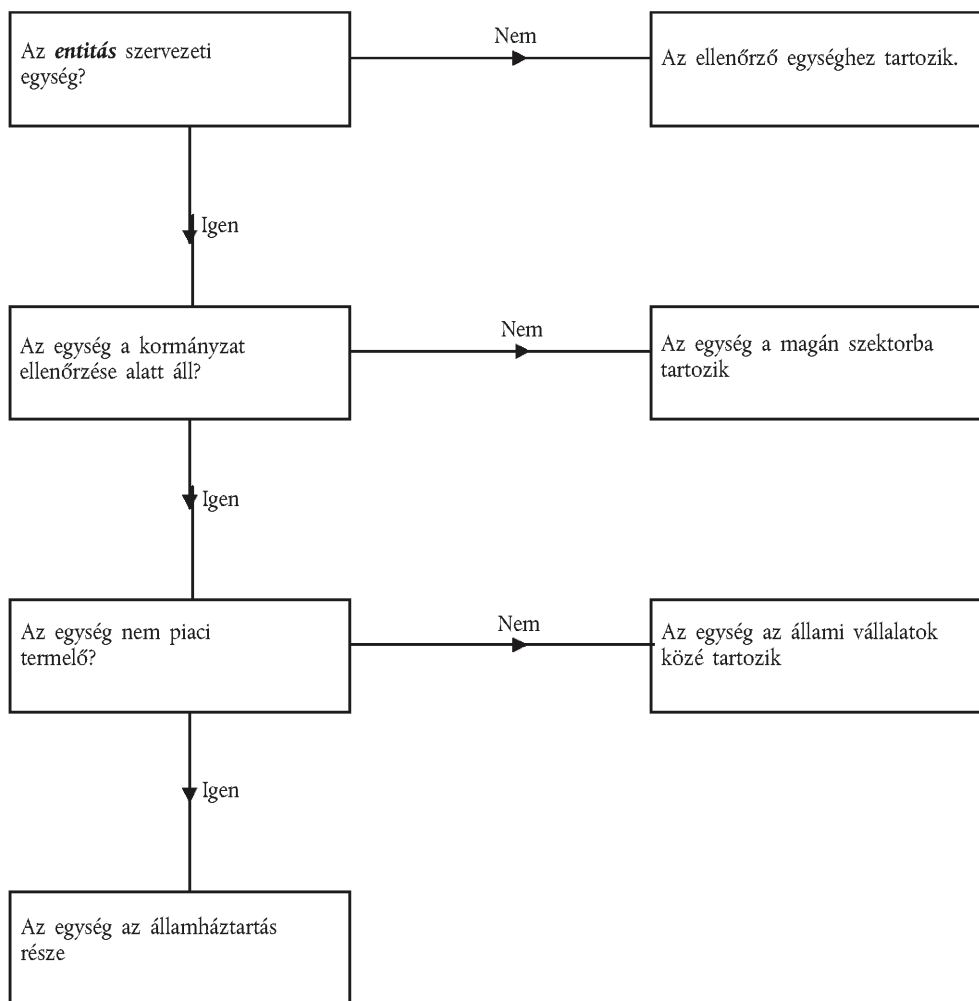 Az entitás szervezeti
egység?
Nem
Az ellenőrző egységhez tartozik.
Igen
Az egység a kormányzat
ellenőrzése alatt áll?
Nem
Az egység a magán szektorba
tartozik
Igen
Az egység nem piaci
termelő?
Nem
Az egység az állami vállalatok
közé tartozik
Igen
Az egység az államháztartás
része